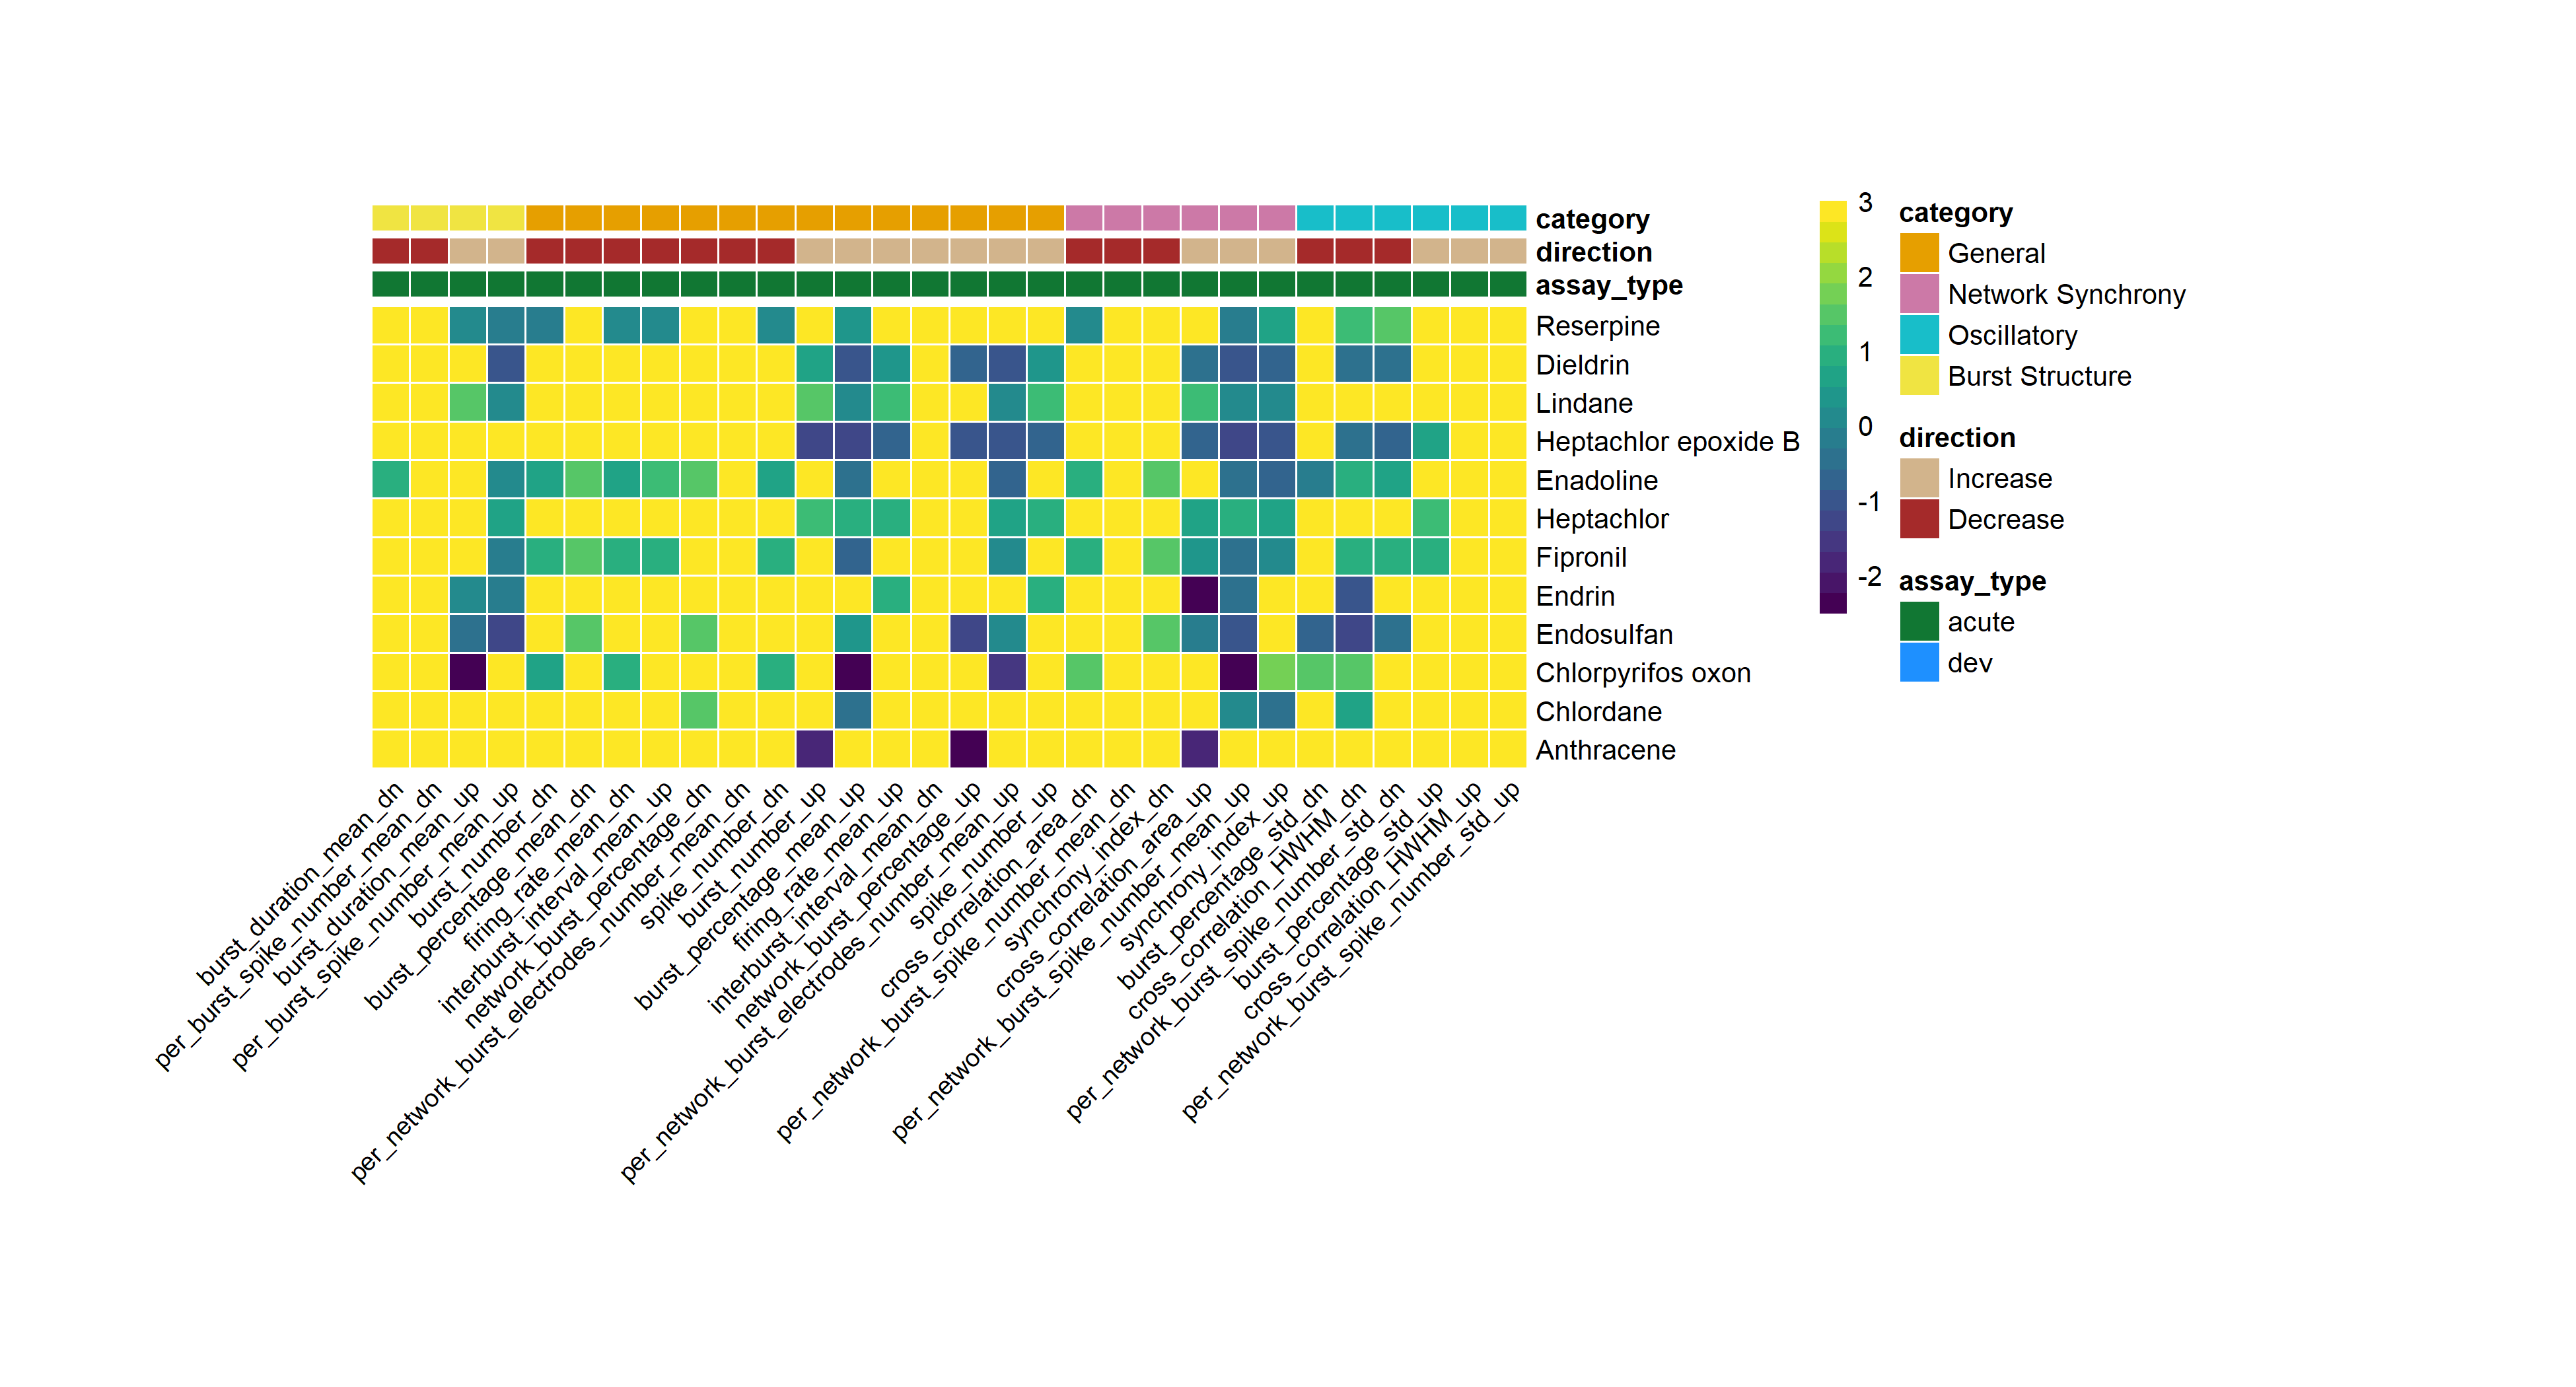 category
direction
assay_type
Reserpine
Dieldrin
Lindane
Heptachlor epoxide B
Enadoline
Heptachlor
Fipronil
Endrin
Endosulfan
Chlorpyrifos oxon
Chlordane
Anthracene
burst_duration_mean_dn
per_burst_spike_number_mean_dn
burst_duration_mean_up
per_burst_spike_number_mean_up
burst_number_dn
burst_percentage_mean_dn
firing_rate_mean_dn
interburst_interval_mean_up
network_burst_percentage_dn
per_network_burst_electrodes_number_mean_dn
spike_number_dn
burst_number_up
burst_percentage_mean_up
firing_rate_mean_up
interburst_interval_mean_dn
network_burst_percentage_up
per_network_burst_electrodes_number_mean_up
spike_number_up
cross_correlation_area_dn
per_network_burst_spike_number_mean_dn
synchrony_index_dn
cross_correlation_area_up
per_network_burst_spike_number_mean_up
synchrony_index_up
burst_percentage_std_dn
cross_correlation_HWHM_dn
per_network_burst_spike_number_std_dn
burst_percentage_std_up
cross_correlation_HWHM_up
per_network_burst_spike_number_std_up
3
2
1
0
-1
-2
category
General
Network Synchrony
Oscillatory
Burst Structure
direction
Increase
Decrease
assay_type
acute
dev